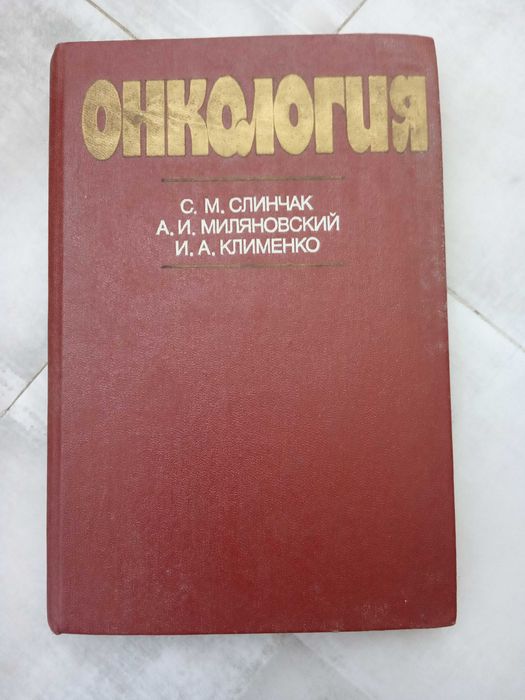 ОНКОЛОГИЯ
С. М. СЛИНЧАК
А. И. МИЛЯНОВСКИЙ
И. А. КЛИМЕНКО